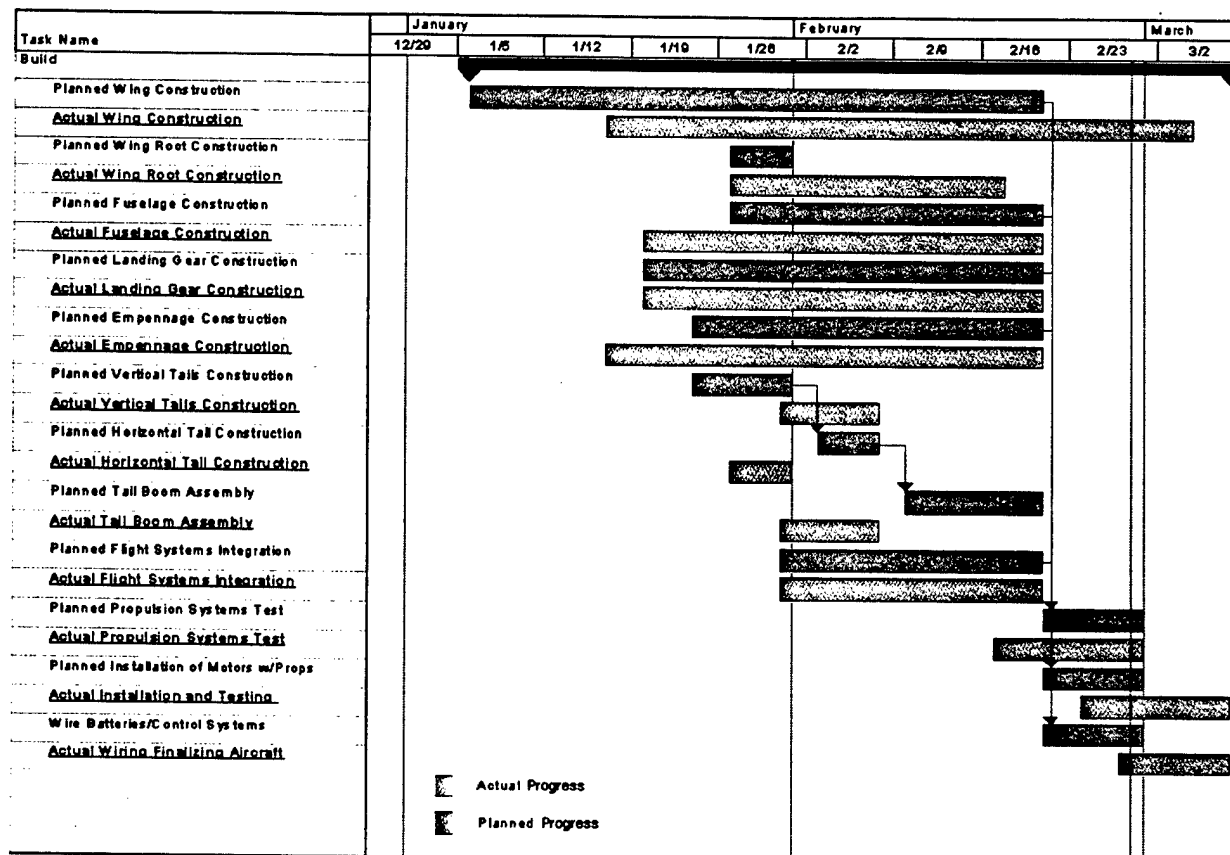 January February March
Task Name 12/29 1/5 1/12 1/19 1/26 2/2 2/9 2/16 2/23 3/2
Build
Planned Wing Construction
Actual Wing Construction
Planned Wing Root Construction
Actual Wing Root Construction
Planned Fuselage Construction
Actual Fuselage Construction
Planned Landing Gear Construction
Actual Landing Gear Construction
Planned Empennage Construction
Actual Empennage Construction
Planned Vertical Tails Construction
Actual Vertical Tails Construction
Planned Horizontal Tail Construction
Actual Horizontal Tail Construction
Planned Tail Boom Assembly
Actual Tail Boom Assembly
Planned Flight Systems Integration
Actual Flight Systems Integration
Planned Propulsion Systems Test
Actual Propulsion Systems Test
Planned Installation of Motors w/Props
Actual Installation and Testing
Wire Batteries/Control Systems
Actual Wiring Finalizing Aircraft
Actual Progress
Planned Progress